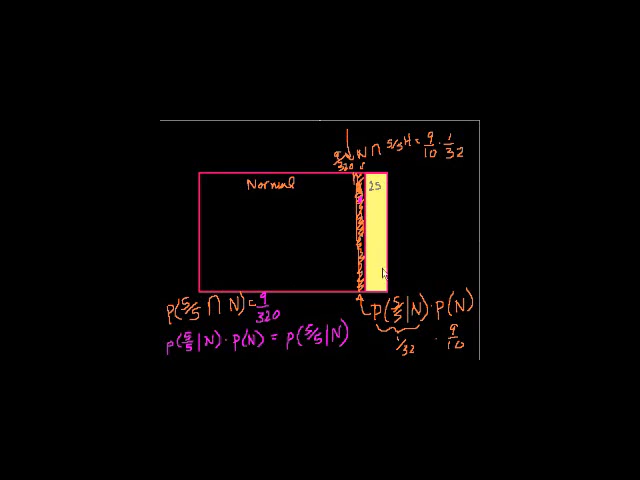 N ∩ 5/5 H = 9/10 · 1/32
9/320
Normal
2S
P(5/5 ∩ N) = 9/320
P(5/5 | N) · P(N)
1/32 · 9/10
P(5/5 | N) · P(N) = P(5/5 | N)